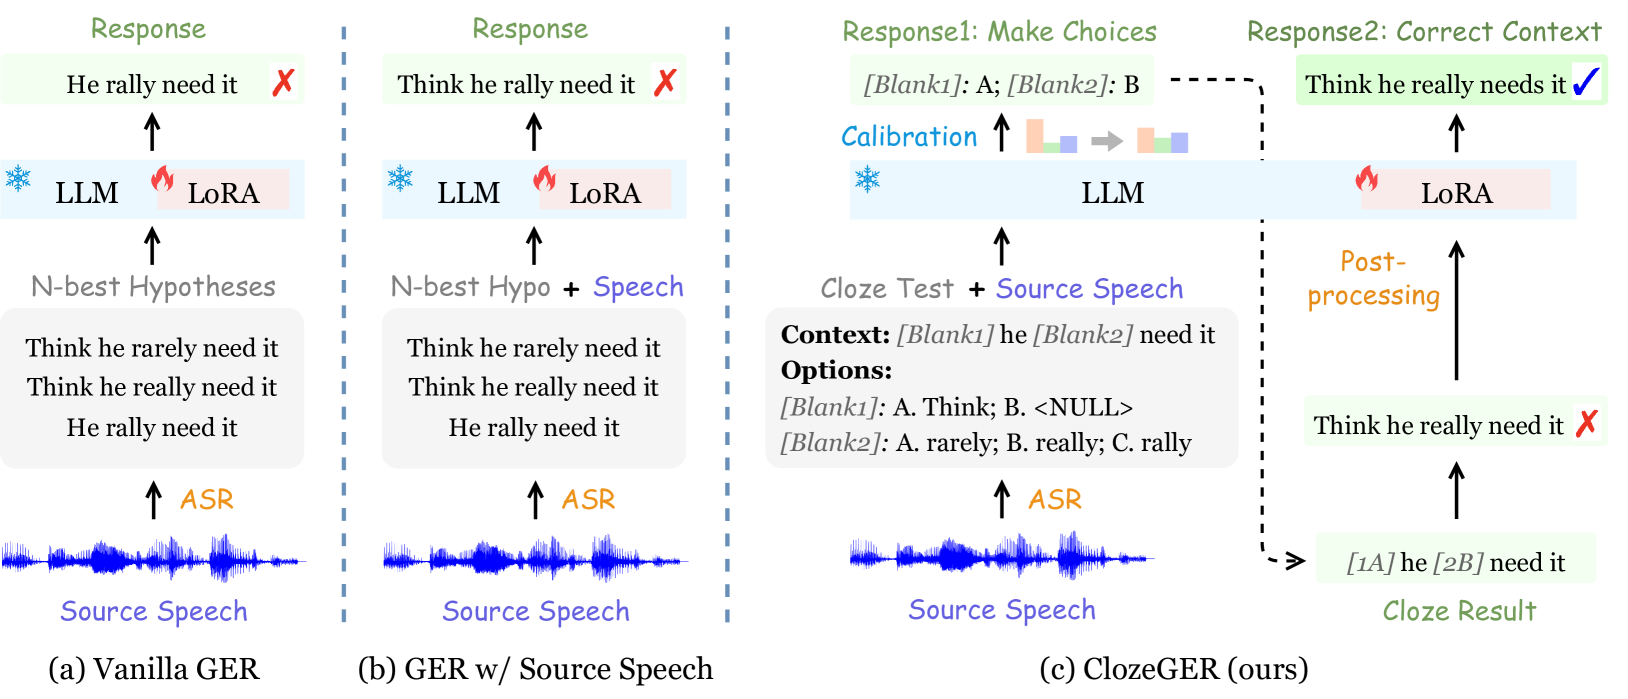 Response
He rally need it
LLM
LoRA
N-best Hypotheses
Think he rarely need it
Think he really need it
He rally need it
ASR
Source Speech
(a) Vanilla GER
Response
Think he rally need it
LLM
LoRA
N-best Hypo + Speech
Think he rarely need it
Think he really need it
He rally need it
ASR
Source Speech
(b) GER w/ Source Speech
Response1: Make Choices
[Blank1]: A; [Blank2]: B
Calibration
LLM
Cloze Test + Source Speech
Context: [Blank1] he [Blank2] need it
Options:
[Blank1]: A. Think; B. <NULL>
[Blank2]: A. rarely; B. really; C. rally
ASR
Source Speech
Response2: Correct Context
Think he really needs it
LoRA
Post-
processing
Think he really need it
[1A] he [2B] need it
Cloze Result
(c) ClozeGER (ours)